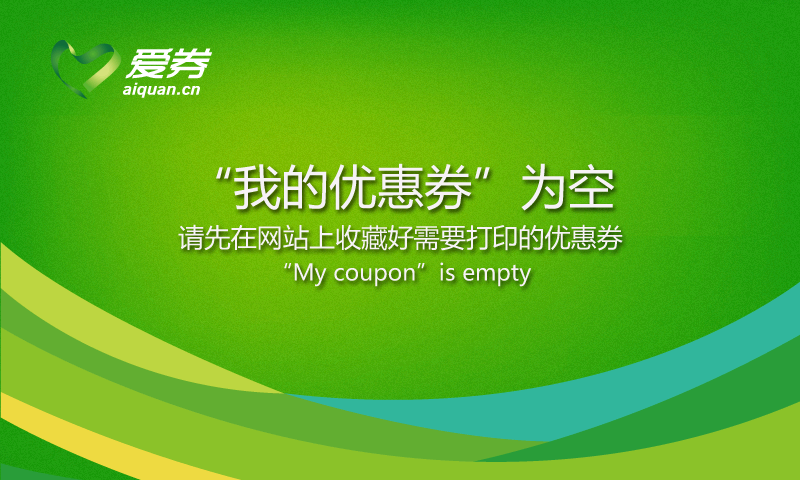 爱券
aiquan.cn
“我的优惠券”为空
请先在网站上收藏好需要打印的优惠券
“My coupon”is empty